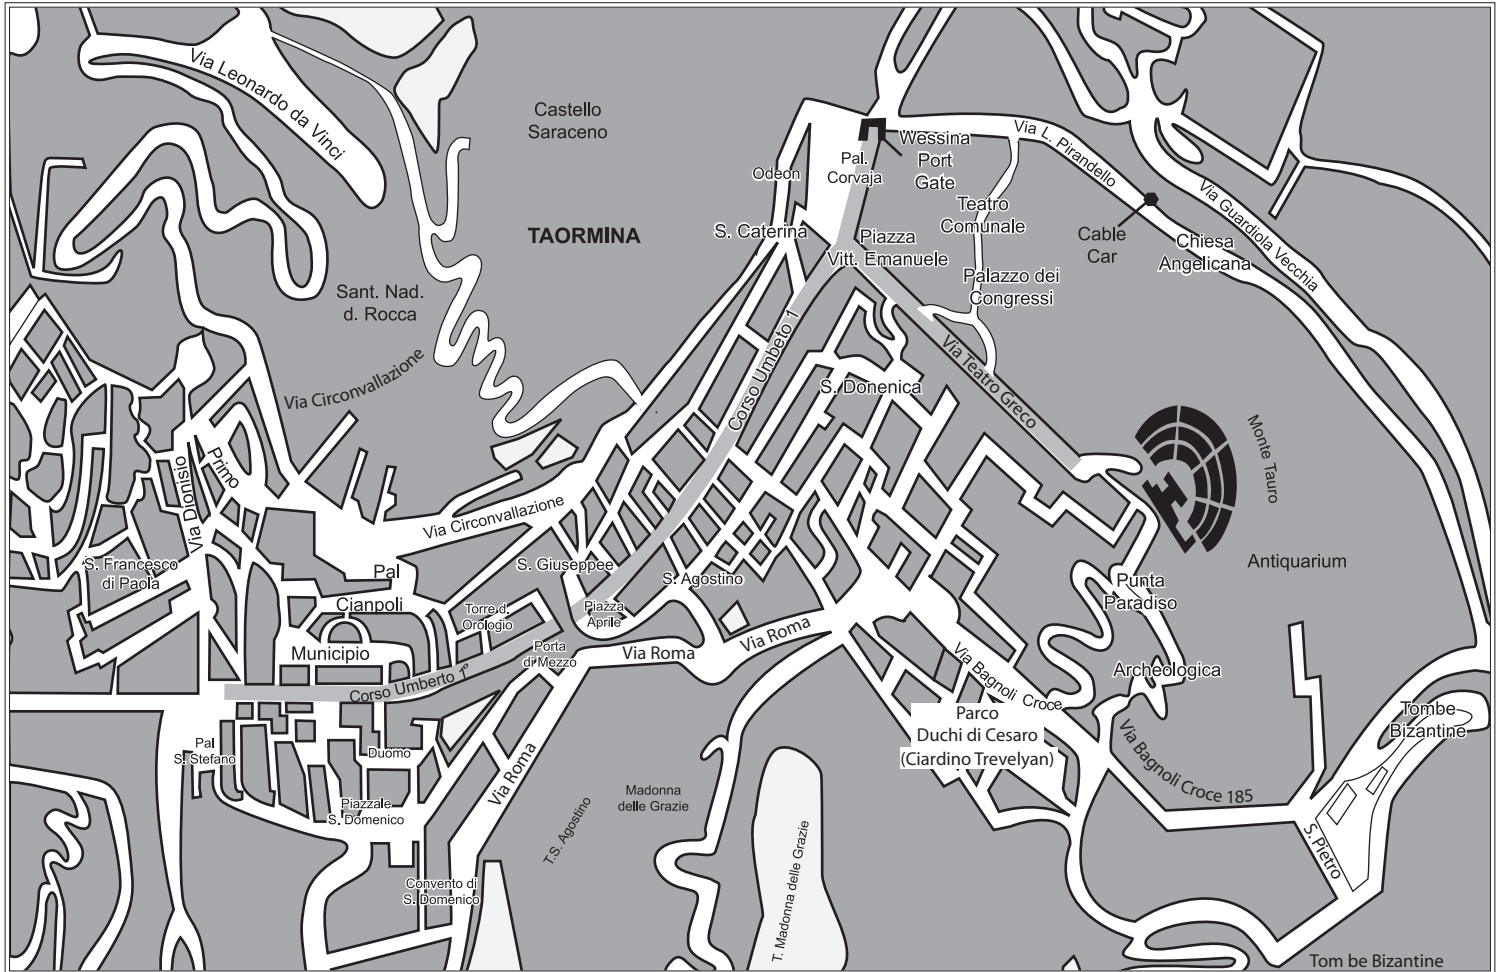 Via Leonardo da Vinci
Castello
Saraceno
Wessina
Port
Gate
Via L. Pirandello
Pal.
Corvaja
Odeon
Via Guardiola Vecchia
Teatro
Comunale
TAORMINA
S. Caterina
Piazza
Vitt. Emanuele
Cable
Car
Chiesa
Angelicana
Palazzo dei
Congressi
Sant. Nad.
d. Rocca
Via Circonvallazione
Corso Umbeto 1
Via Teatro Greco
S. Donenica
Monte Tauro
Primo
Via Dionisio
Via Circonvallazione
S. Francesco
di Paola
Pal
Cianpoli
S. Giuseppee
S. Agostino
Antiquarium
Punta
Paradiso
Torre d.
Orologio
Piazza
Aprile
Municipio
Porta
di Mezzo
Via Roma
Via Roma
Via Bagnoli Croce
Archeologica
Corso Umberto 1°
Parco
Duchi di Cesaro
(Ciardino Trevelyan)
Tombe
Bizantine
Pal
S. Stefano
Duomo
Via Roma
Via Bagnoli Croce 185
Piazzale
S. Domenico
T.S. Agostino
Madonna
delle Grazie
T. Madonna delle Grazie
S. Pietro
Convento di
S. Domenico
Tom be Bizantine